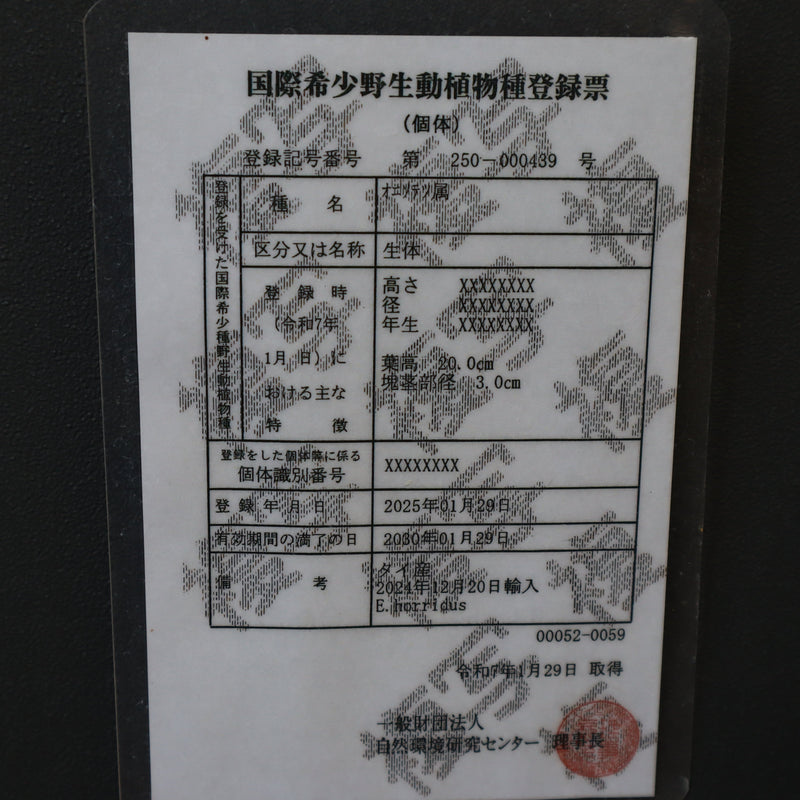 国際希少野生動植物種登録票
(個体)
登録記号番号 第 250-000439 号
登録を受けた国際希少種野生動植物種
種 名 オニソテツ属
区分又は名称 生体
登録時
(令和7年
1月 日)に
おける主な
特徴
高さ XXXXXXXX
径 XXXXXXXX
年生 XXXXXXXX
葉高 20.0cm
塊茎部径 3.0cm
登録をした個体等に係る
個体識別番号 XXXXXXXX
登録年月日 2025年01月29日
有効期間の満了の日 2030年01月29日
備考
タイ産
2024年12月20日輸入
E.horridus
00052-0059
令和7年1月29日 取得
一般財団法人
自然環境研究センター 理事長